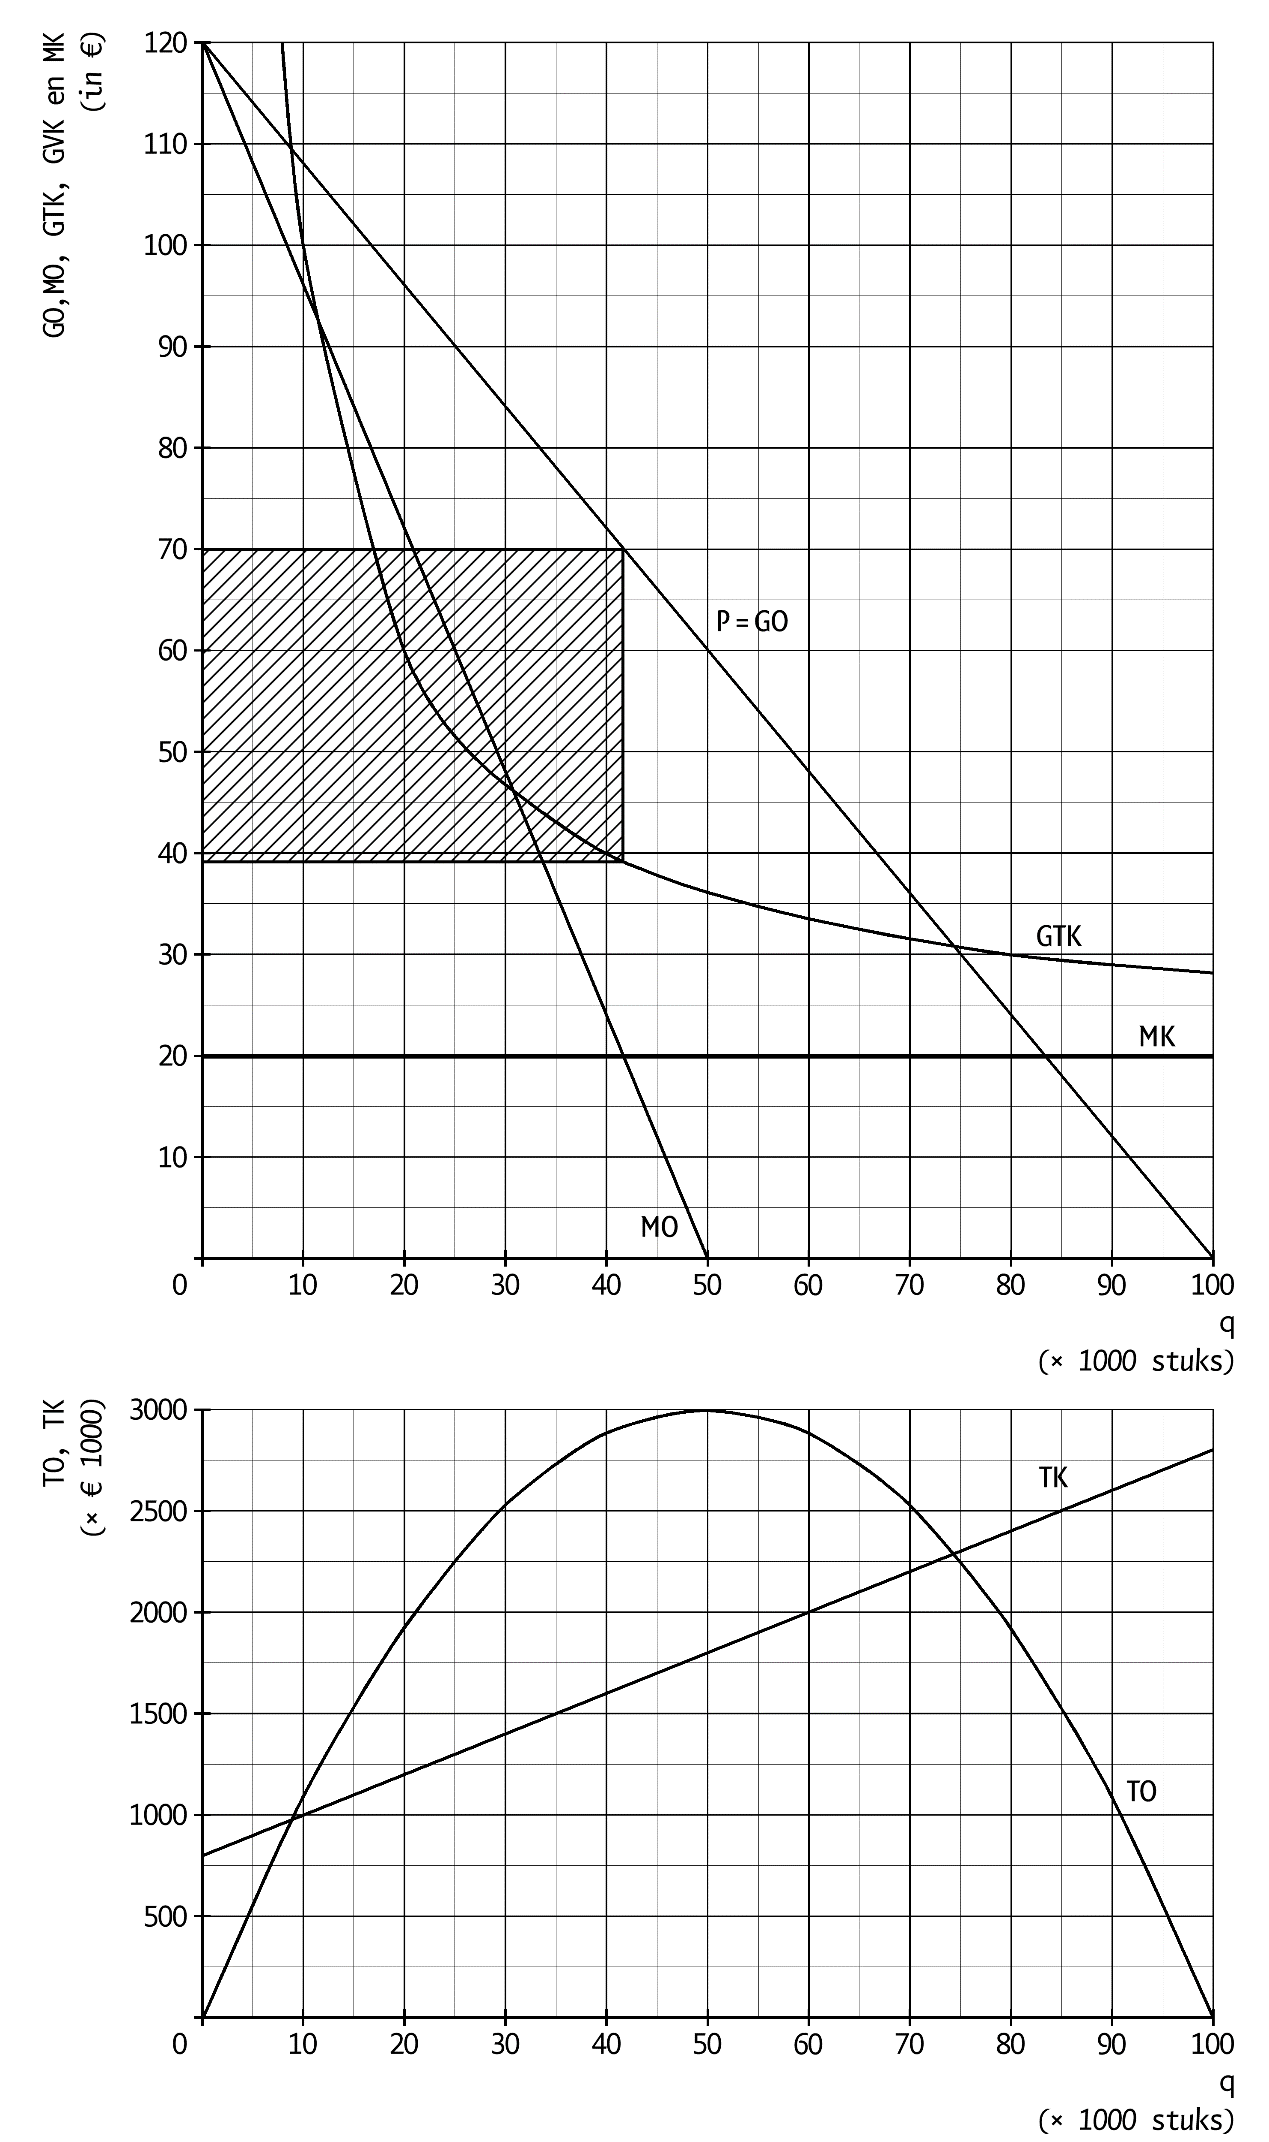 GO,MO, GTK, GVK en MK
(in €)
120
110
100
90
80
70
60
50
40
30
20
10
P = GO
GTK
MK
MO
0 10 20 30 40 50 60 70 80 90 100
q
(× 1000 stuks)
TO, TK
(× € 1000)
3000
2500
2000
1500
1000
500
TK
TO
0 10 20 30 40 50 60 70 80 90 100
q
(× 1000 stuks)